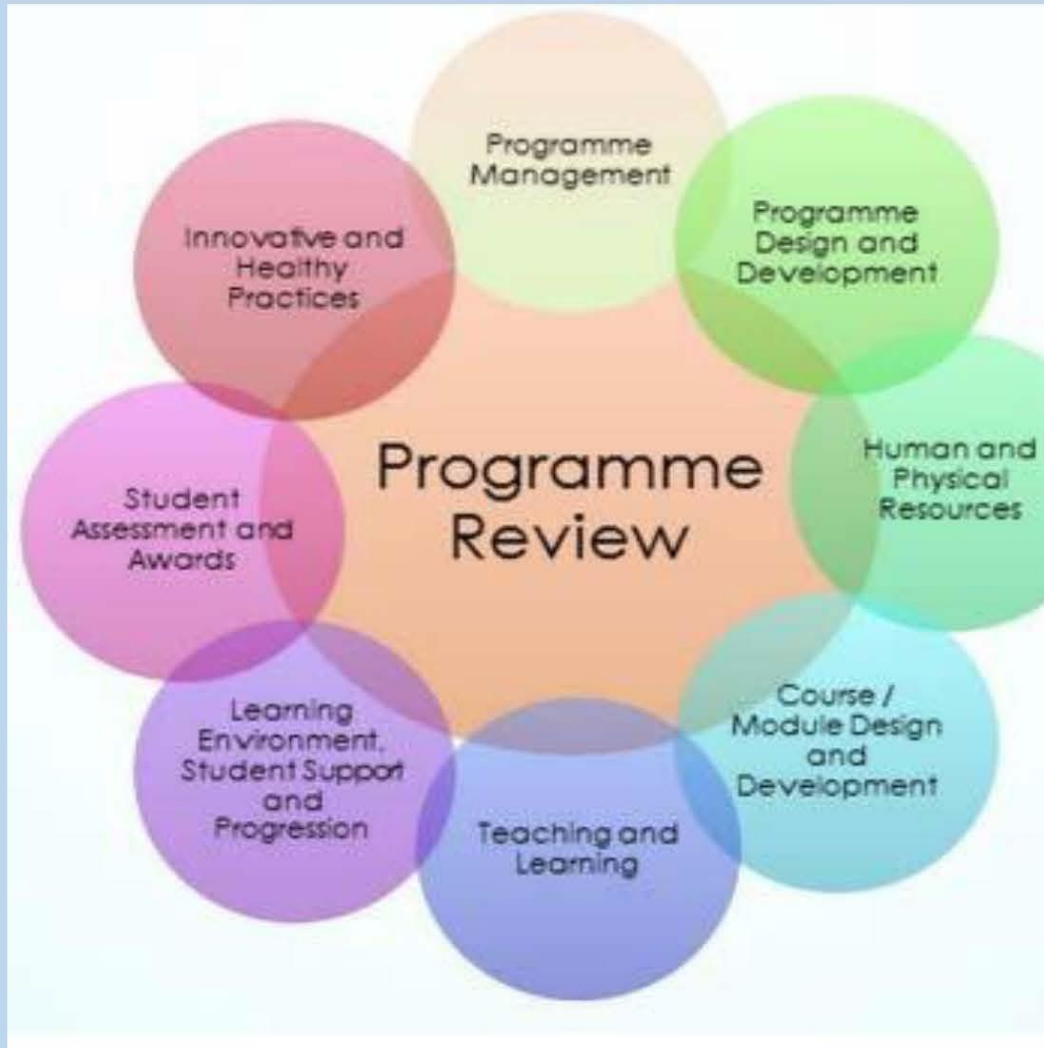 Programme
Management
Programme
Design and
Development
Human and
Physical
Resources
Course /
Module Design
and
Development
Teaching and
Learning
Learning
Environment,
Student Support
and
Progression
Student
Assessment and
Awards
Innovative and
Healthy
Practices
Programme
Review